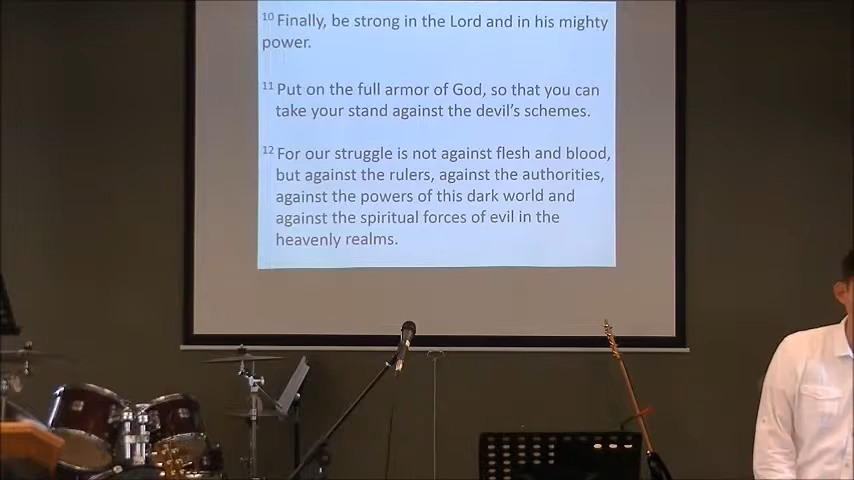 10 Finally, be strong in the Lord and in his mighty
power.
11 Put on the full armor of God, so that you can
take your stand against the devil's schemes.
12 For our struggle is not against flesh and blood,
but against the rulers, against the authorities,
against the powers of this dark world and
against the spiritual forces of evil in the
heavenly realms.